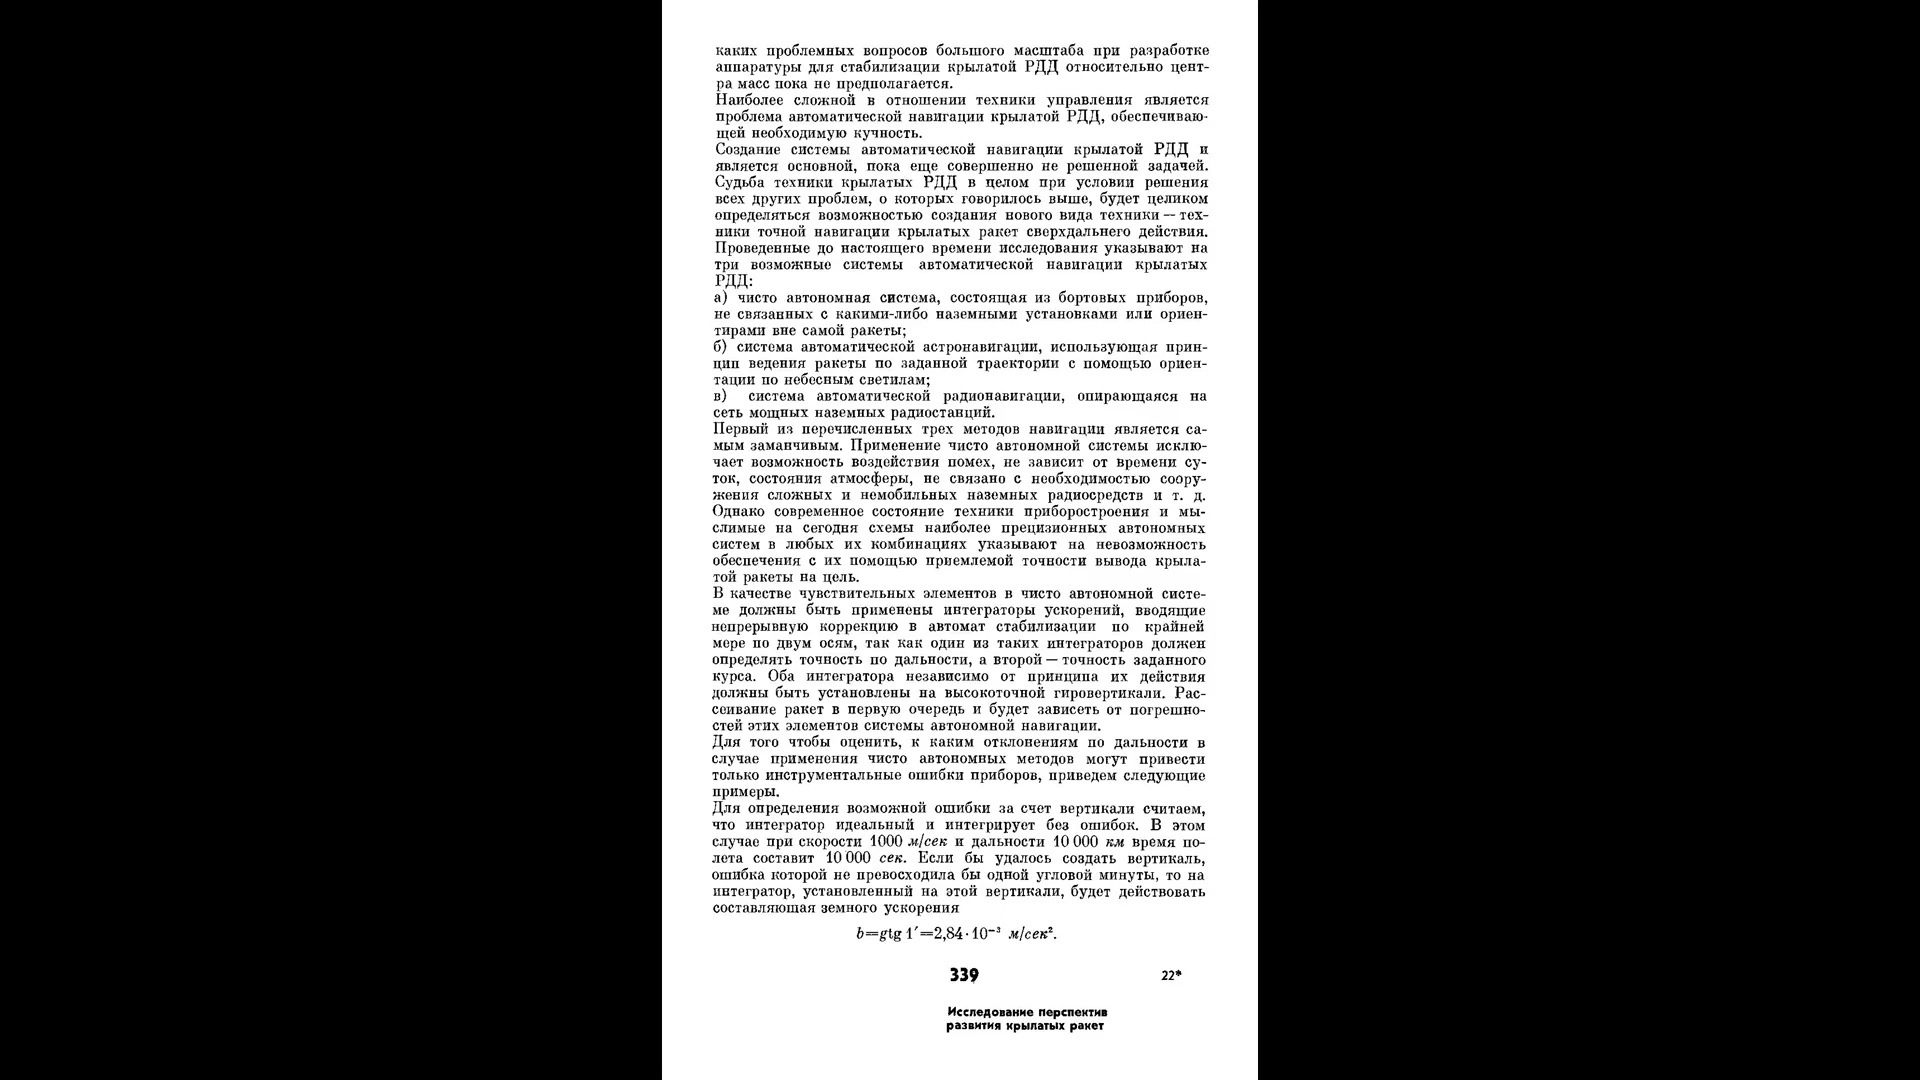 каких проблемных вопросов большого масштаба при разработке
аппаратуры для стабилизации крылатой РДД относительно цент-
ра масс пока не предполагается.
Наиболее сложной в отношении техники управления является
проблема автоматической навигации крылатой РДД, обеспечиваю-
щей необходимую кучность.
Создание системы автоматической навигации крылатой РДД и
является основной, пока еще совершенно не решенной задачей.
Судьба техники крылатых РДД в целом при условии решения
всех других проблем, о которых говорилось выше, будет целиком
определяться возможностью создания нового вида техники — тех-
ники точной навигации крылатых ракет сверхдальнего действия.
Проведенные до настоящего времени исследования указывают на
три возможные системы автоматической навигации крылатых
РДД:
а) чисто автономная система, состоящая из бортовых приборов,
не связанных с какими-либо наземными установками или ориен-
тирами вне самой ракеты;
б) система автоматической астронавигации, использующая прин-
цип ведения ракеты по заданной траектории с помощью ориен-
тации по небесным светилам;
в) система автоматической радионавигации, опирающаяся на
сеть мощных наземных радиостанций.
Первый из перечисленных трех методов навигации является са-
мым заманчивым. Применение чисто автономной системы исклю-
чает возможность воздействия помех, не зависит от времени су-
ток, состояния атмосферы, не связано с необходимостью соору-
жения сложных и немобильных наземных радиосредств и т. д.
Однако современное состояние техники приборостроения и мы-
слимые на сегодня схемы наиболее прецизионных автономных
систем в любых их комбинациях указывают на невозможность
обеспечения с их помощью приемлемой точности вывода крыла-
той ракеты на цель.
В качестве чувствительных элементов в чисто автономной систе-
ме должны быть применены интеграторы ускорений, вводящие
непрерывную коррекцию в автомат стабилизации по крайней
мере по двум осям, так как один из таких интеграторов должен
определять точность по дальности, а второй — точность заданного
курса. Оба интегратора независимо от принципа их действия
должны быть установлены на высокоточной гировертикали. Рас-
сеивание ракет в первую очередь и будет зависеть от погрешно-
стей этих элементов системы автономной навигации.
Для того чтобы оценить, к каким отклонениям по дальности в
случае применения чисто автономных методов могут привести
только инструментальные ошибки приборов, приведем следующие
примеры.
Для определения возможной ошибки за счет вертикали считаем,
что интегратор идеальный и интегрирует без ошибок. В этом
случае при скорости 1000 м/сек и дальности 10 000 км время по-
лета составит 10 000 сек. Если бы удалось создать вертикаль,
ошибка которой не превосходила бы одной угловой минуты, то на
интегратор, установленный на этой вертикали, будет действовать
составляющая земного ускорения
b=gtg 1′=2,84·10⁻³ м/сек².
339
22*
Исследование перспектив
развития крылатых ракет